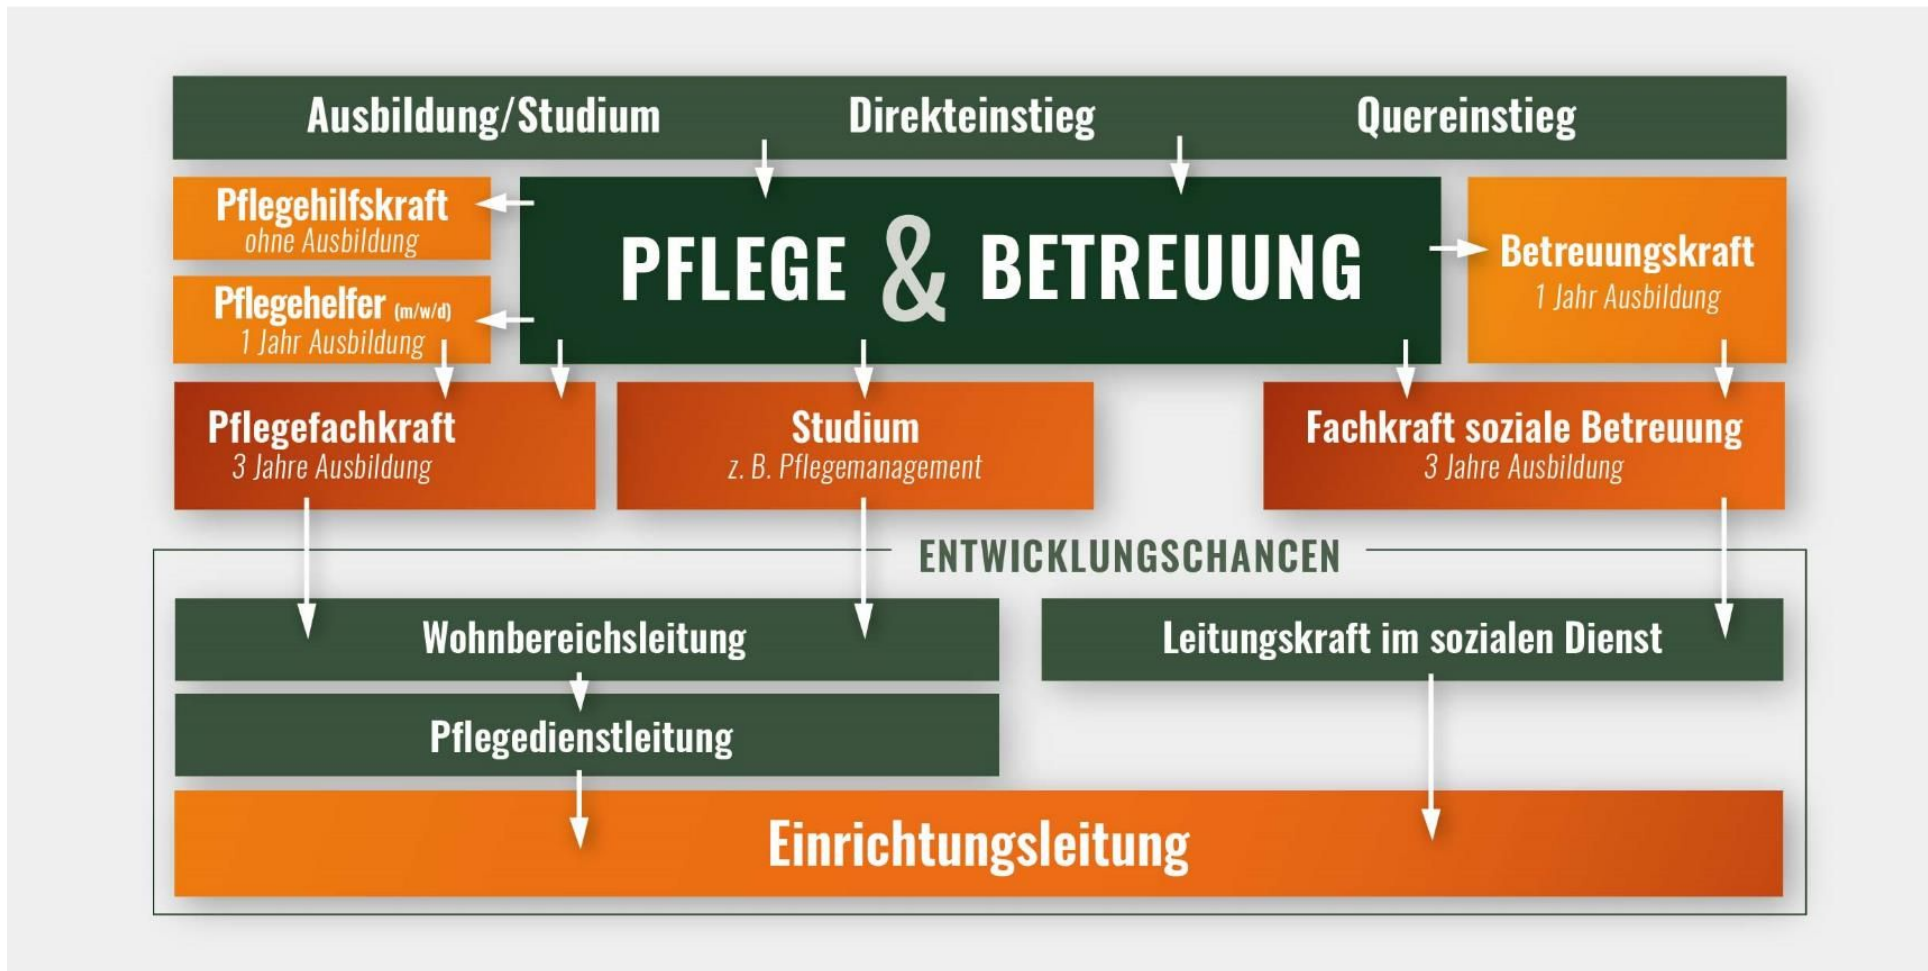 Ausbildung/Studium Direkteinstieg Quereinstieg
Pflegehilfskraft
ohne Ausbildung
Pflegehelfer (m/w/d)
1 Jahr Ausbildung
PFLEGE & BETREUUNG
Betreuungskraft
1 Jahr Ausbildung
Pflegefachkraft
3 Jahre Ausbildung
Studium
z. B. Pflegemanagement
Fachkraft soziale Betreuung
3 Jahre Ausbildung
ENTWICKLUNGSCHANCEN
Wohnbereichsleitung
Leitungskraft im sozialen Dienst
Pflegedienstleitung
Einrichtungsleitung